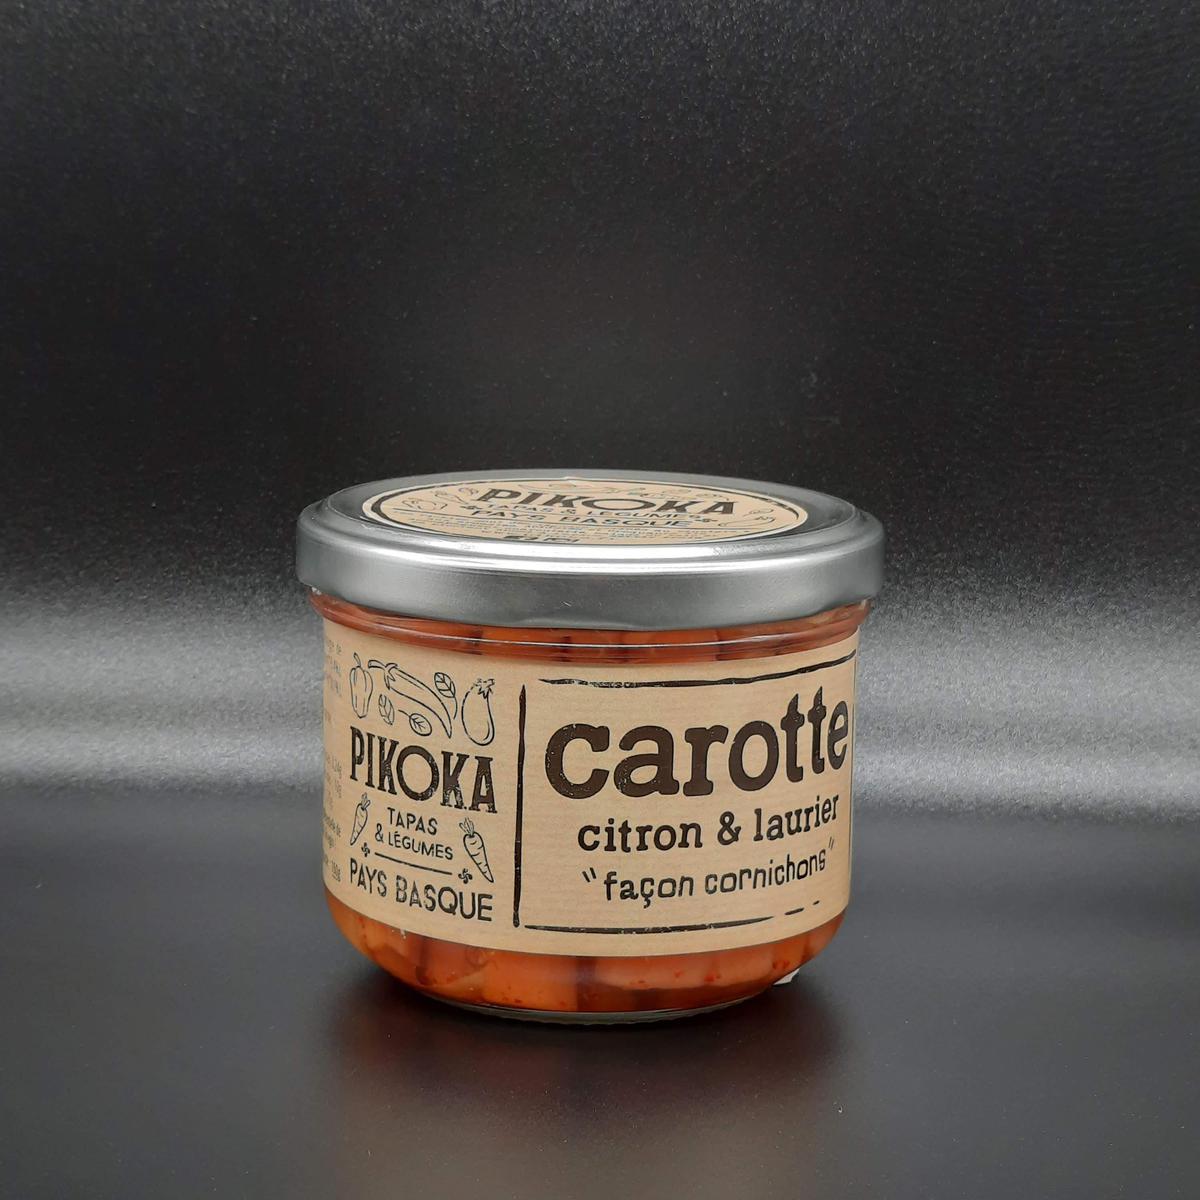 PIKOKA
TAPAS & LÉGUMES
PAYS BASQUE
PIKOKA
TAPAS
& LÉGUMES
PAYS BASQUE
carotte
citron & laurier
"façon cornichons"